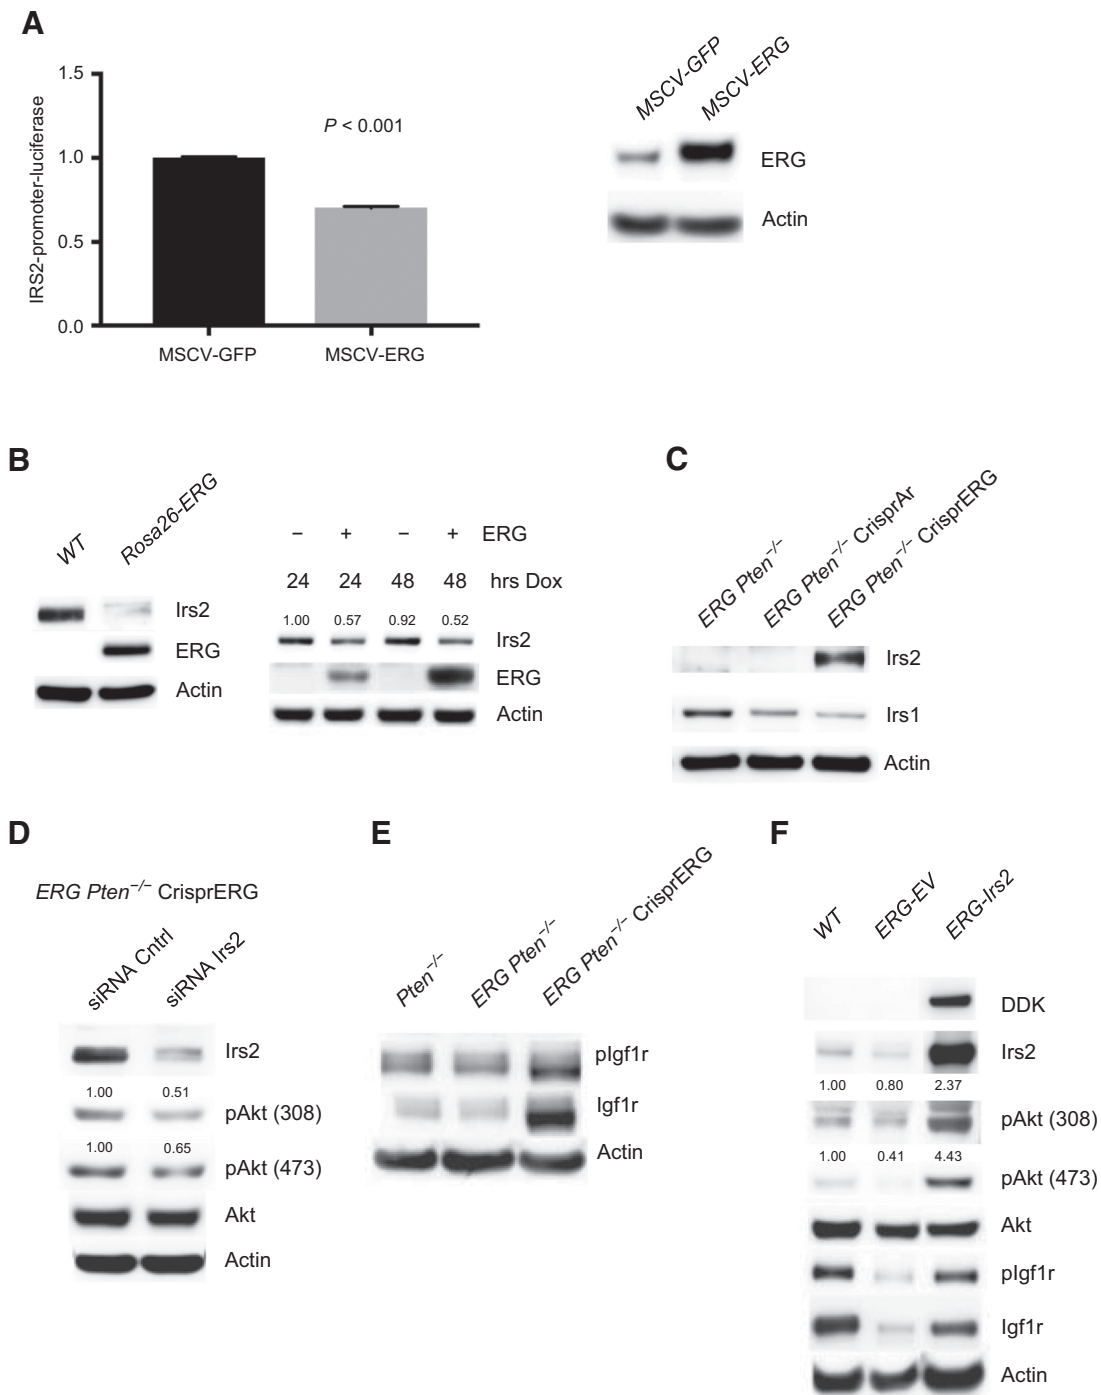 A
1.5
1.0
0.5
0.0
IRS2-promoter-luciferase
P < 0.001
MSCV-GFP
MSCV-ERG
MSCV-GFP
MSCV-ERG
ERG
Actin
B
WT
Rosa26-ERG
Irs2
ERG
Actin
– + – + ERG
24 24 48 48 hrs Dox
1.00 0.57 0.92 0.52
Irs2
ERG
Actin
C
ERG Pten⁻/⁻
ERG Pten⁻/⁻ CrisprAr
ERG Pten⁻/⁻ CrisprERG
Irs2
Irs1
Actin
D
ERG Pten⁻/⁻ CrisprERG
siRNA Cntrl
siRNA Irs2
Irs2
1.00 0.51
pAkt (308)
1.00 0.65
pAkt (473)
Akt
Actin
E
Pten⁻/⁻
ERG Pten⁻/⁻
ERG Pten⁻/⁻ CrisprERG
pIgf1r
Igf1r
Actin
F
WT
ERG-EV
ERG-Irs2
DDK
Irs2
1.00 0.80 2.37
pAkt (308)
1.00 0.41 4.43
pAkt (473)
Akt
pIgf1r
Igf1r
Actin